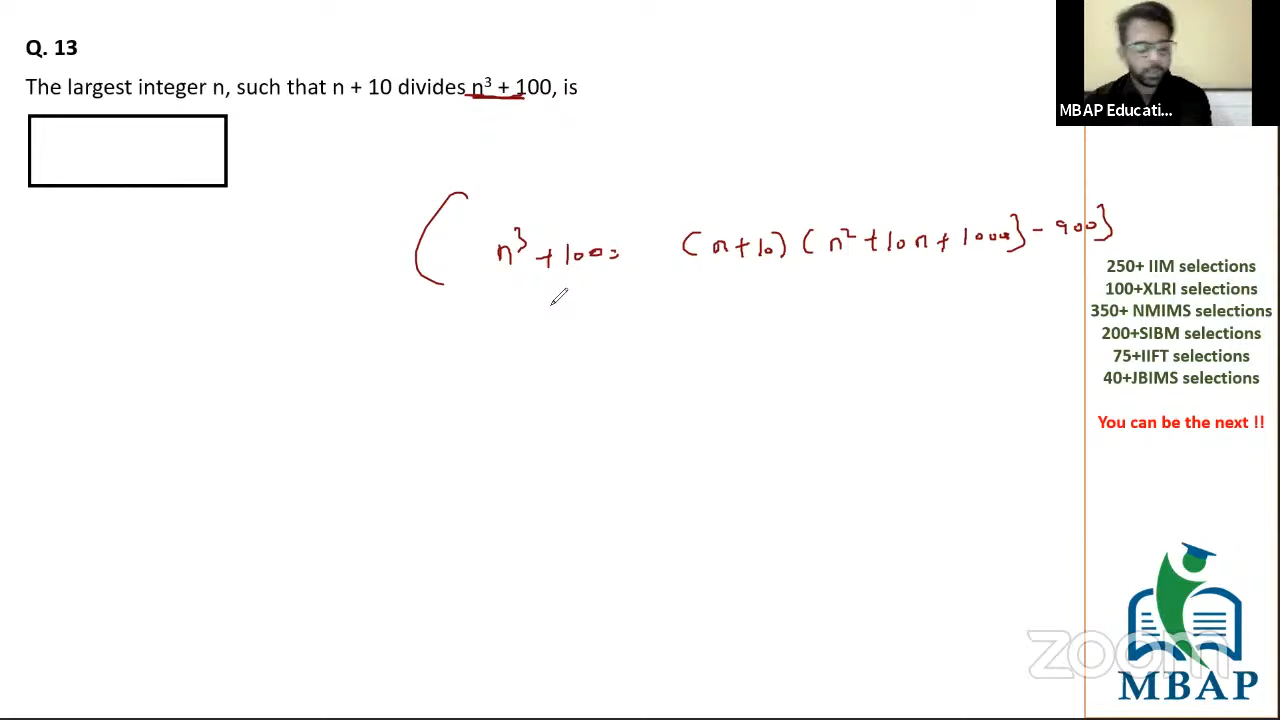 Q. 13
The largest integer n, such that n + 10 divides n³ + 100, is
n³ + 100 = (n + 10) (n² + 10n + 1000} - 900}
MBAP Educati...
250+ IIM selections
100+XLRI selections
350+ NMIMS selections
200+SIBM selections
75+IIFT selections
40+JBIMS selections
You can be the next !!
zoom
MBAP